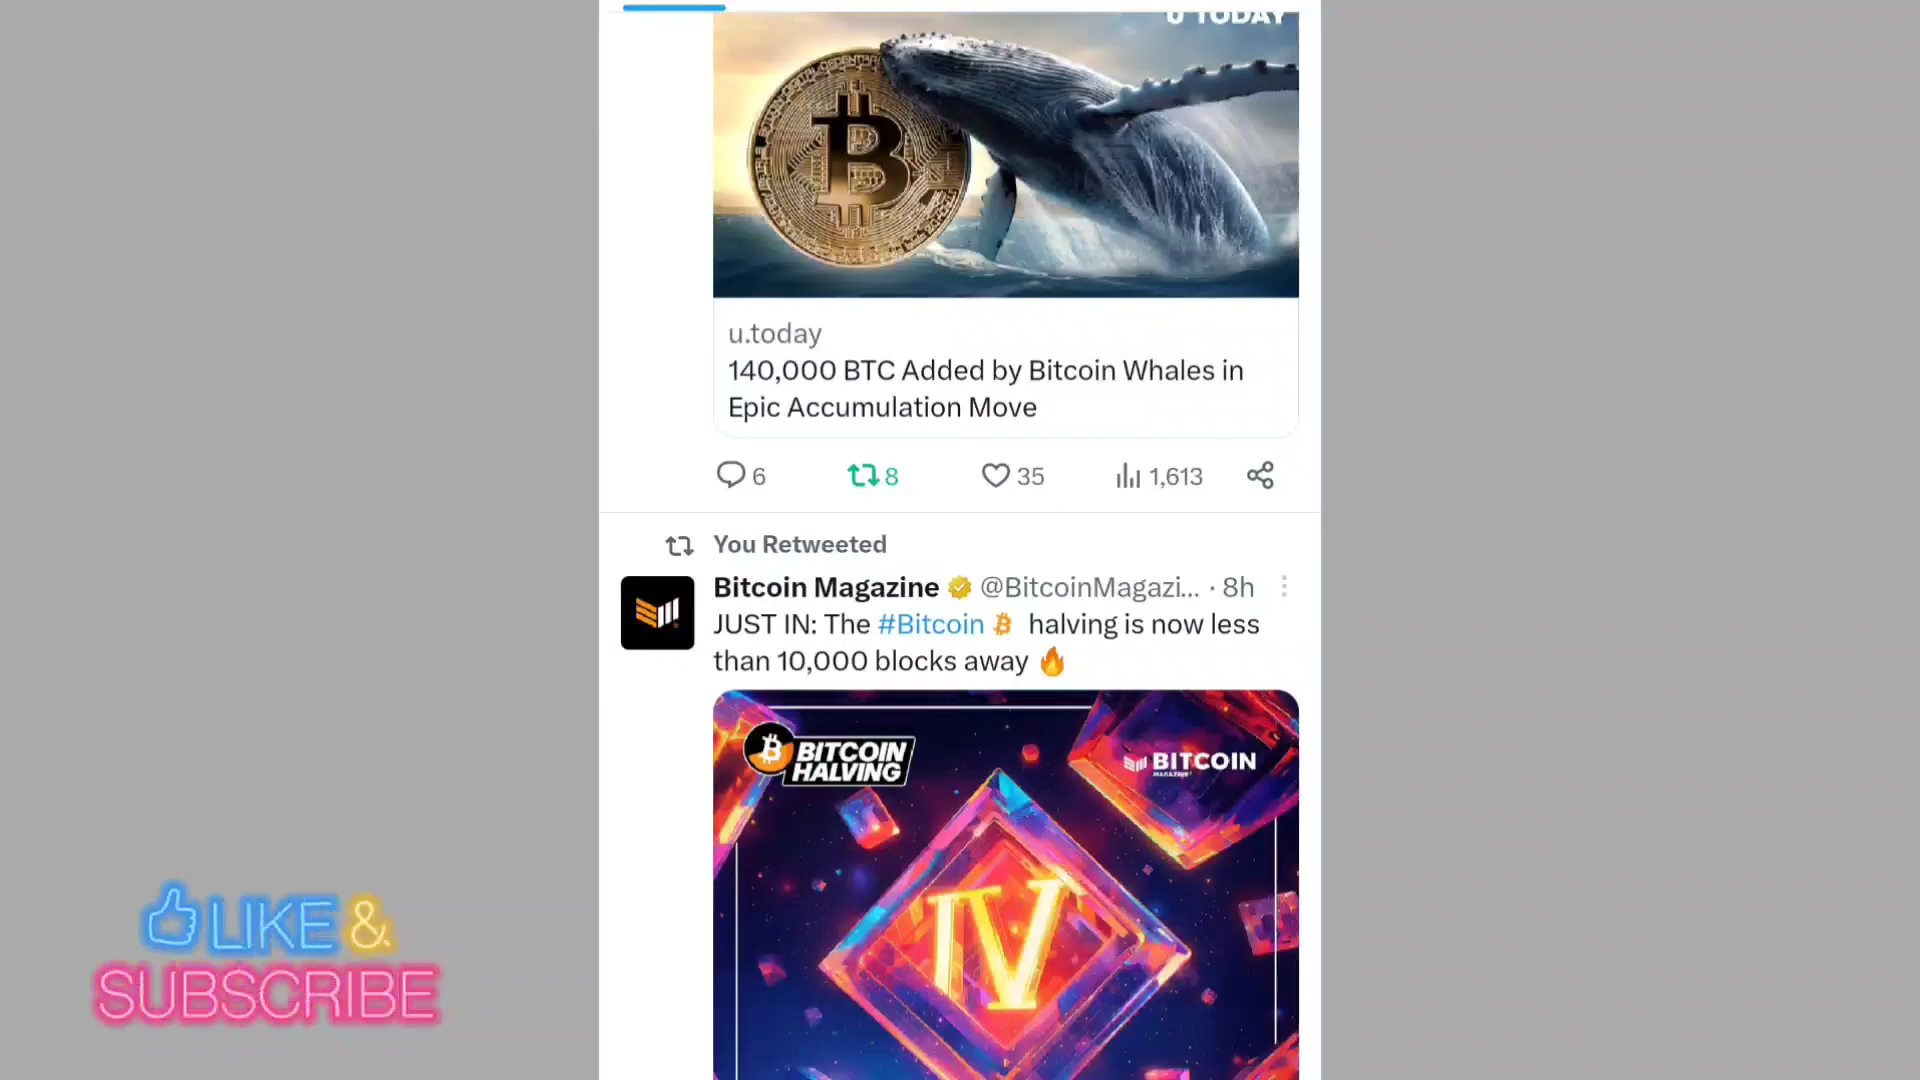 U TODAY
u.today
140,000 BTC Added by Bitcoin Whales in
Epic Accumulation Move
6 8 35 1,613
You Retweeted
Bitcoin Magazine @BitcoinMagazi... · 8h
JUST IN: The #Bitcoin halving is now less
than 10,000 blocks away
BITCOIN
HALVING
BITCOIN
MAGAZINE
IV
LIKE &
SUBSCRIBE